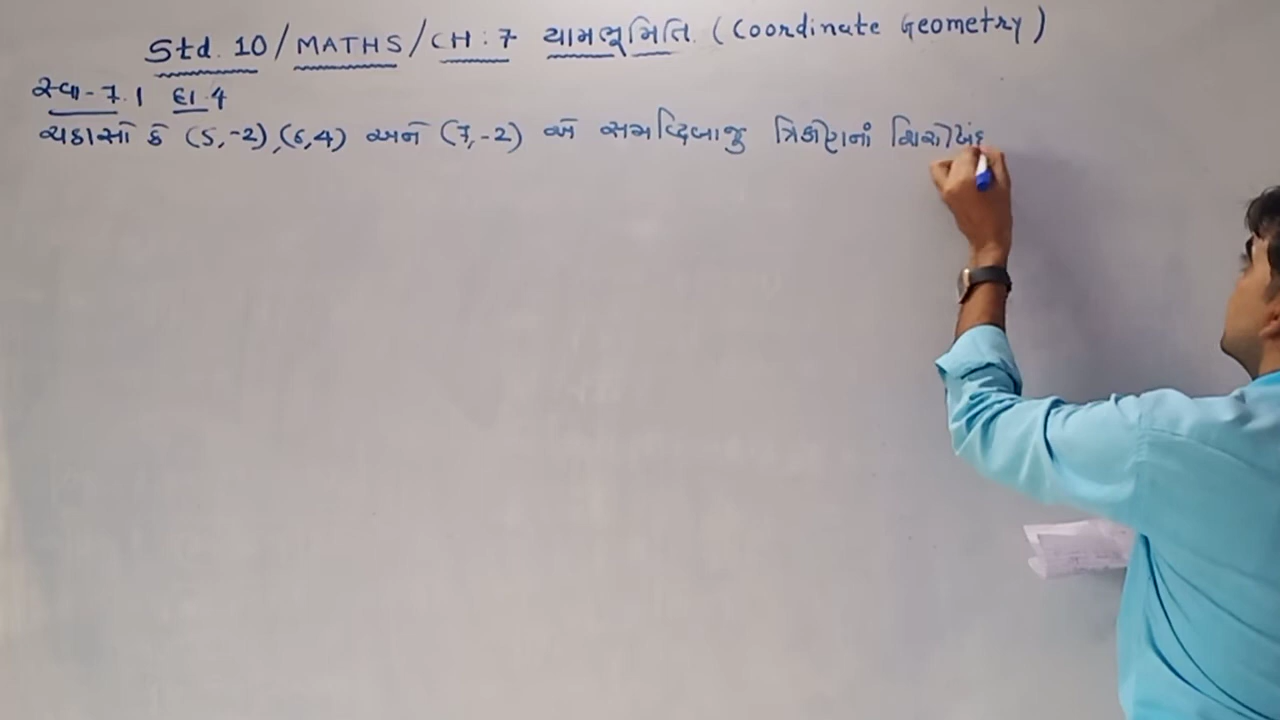 Std. 10 / MATHS / CH : 7 યામભૂમિતિ. ( Coordinate Geometry )
સ્વા-7.1 દા.4
ચકાસો કે (5,-2),(6,4) અને (7,-2) એ સમદ્વિબાજુ ત્રિકોણનાં શિરોબિંદ